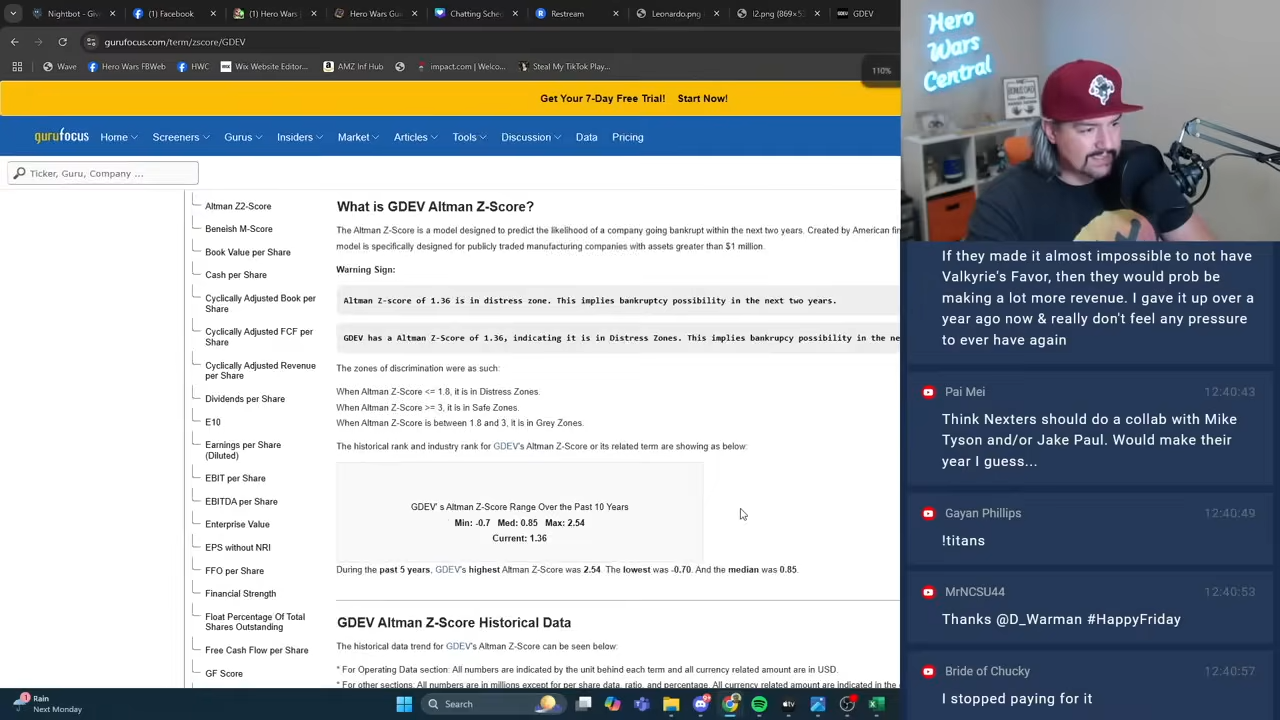 Nightbot - Your
(1) Facebook
(1) Hero Wars
Chatting Sche
Restream
Leonardo.png
I2.png (869×5
GDEV
gurufocus.com/term/zscore/GDEV
Wave
Hero Wars FBWeb
HWC
Wix Website Editor...
AMZ Inf Hub
impact.com | Welco...
Steal My TikTok Play...
110%
Get Your 7-Day Free Trial! Start Now!
gurufocus
Home
Screeners
Gurus
Insiders
Market
Articles
Tools
Discussion
Data
Pricing
Ticker, Guru, Company ...
Altman Z2-Score
Beneish M-Score
Book Value per Share
Cash per Share
Cyclically Adjusted Book per
Share
Cyclically Adjusted FCF per
Share
Cyclically Adjusted Revenue
per Share
Dividends per Share
E10
Earnings per Share
(Diluted)
EBIT per Share
EBITDA per Share
Enterprise Value
EPS without NRI
FFO per Share
Financial Strength
Float Percentage Of Total
Shares Outstanding
Free Cash Flow per Share
GF Score
What is GDEV Altman Z-Score?
The Altman Z-Score is a model designed to predict the likelihood of a company going bankrupt within the next two years. Created by American fin
model is specifically designed for publicly traded manufacturing companies with assets greater than $1 million.
Warning Sign:
Altman Z-score of 1.36 is in distress zone. This implies bankruptcy possibility in the next two years.
GDEV has a Altman Z-Score of 1.36, indicating it is in Distress Zones. This implies bankrupcy possibility in the ne
The zones of discrimination were as such:
When Altman Z-Score <= 1.8, it is in Distress Zones.
When Altman Z-Score >= 3, it is in Safe Zones.
When Altman Z-Score is between 1.8 and 3, it is in Grey Zones.
The historical rank and industry rank for GDEV's Altman Z-Score or its related term are showing as below:
GDEV' s Altman Z-Score Range Over the Past 10 Years
Min: -0.7 Med: 0.85 Max: 2.54
Current: 1.36
During the past 5 years, GDEV's highest Altman Z-Score was 2.54. The lowest was -0.70. And the median was 0.85.
GDEV Altman Z-Score Historical Data
The historical data trend for GDEV's Altman Z-Score can be seen below:
* For Operating Data section: All numbers are indicated by the unit behind each term and all currency related amount are in USD.
* For other sections: All numbers are in millions except for per share data, ratio, and percentage. All currency related amount are indicated in the
Rain
Next Monday
Search
Hero
Wars
Central
If they made it almost impossible to not have
Valkyrie's Favor, then they would prob be
making a lot more revenue. I gave it up over a
year ago now & really don't feel any pressure
to ever have again
Pai Mei 12:40:43
Think Nexters should do a collab with Mike
Tyson and/or Jake Paul. Would make their
year I guess...
Gayan Phillips 12:40:49
!titans
MrNCSU44 12:40:53
Thanks @D_Warman #HappyFriday
Bride of Chucky 12:40:57
I stopped paying for it